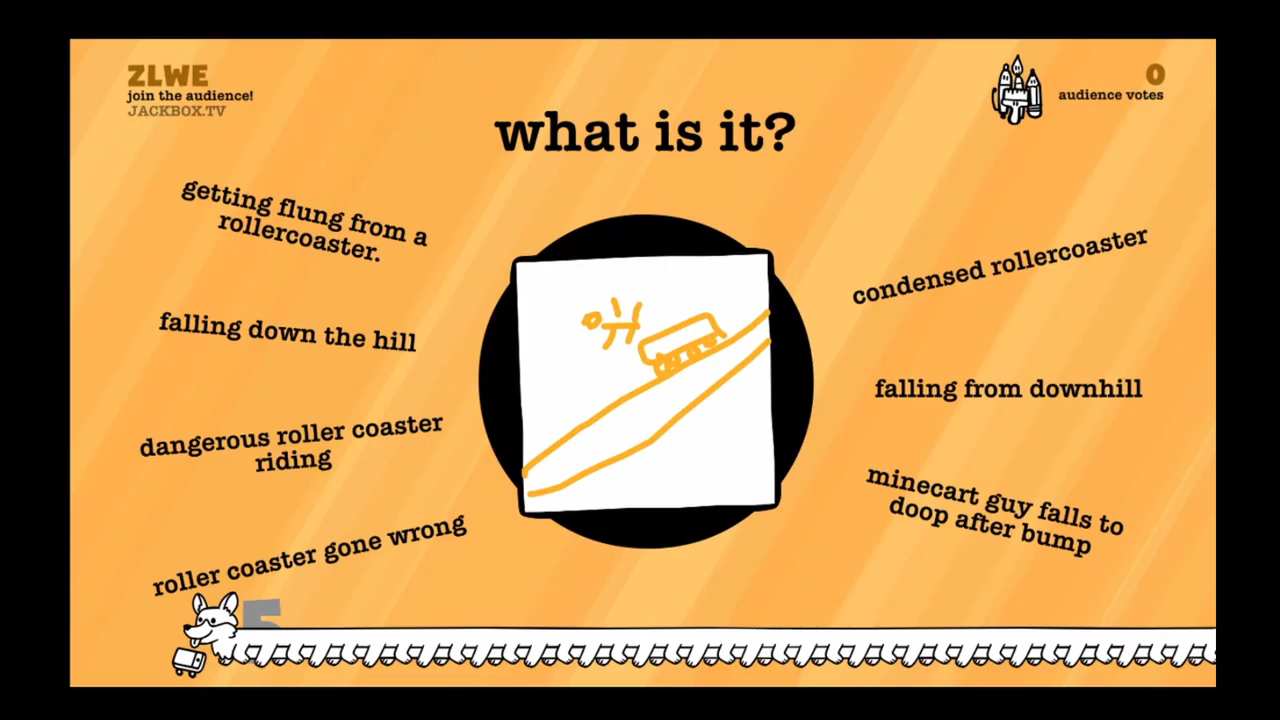 ZLWE
join the audience!
JACKBOX.TV
0
audience votes
what is it?
getting flung from a
rollercoaster.
falling down the hill
dangerous roller coaster
riding
roller coaster gone wrong
condensed rollercoaster
falling from downhill
minecart guy falls to
doop after bump
5